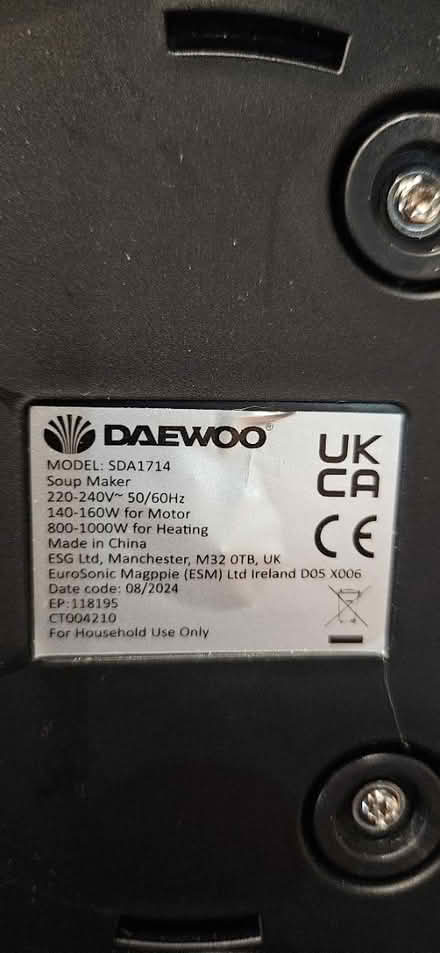 DAEWOO®
UK
CA
MODEL: SDA1714
Soup Maker
220-240V~ 50/60Hz
140-160W for Motor
800-1000W for Heating
CE
Made in China
ESG Ltd, Manchester, M32 0TB, UK
EuroSonic Magppie (ESM) Ltd Ireland D05 X006
Date code: 08/2024
EP:118195
CT004210
For Household Use Only